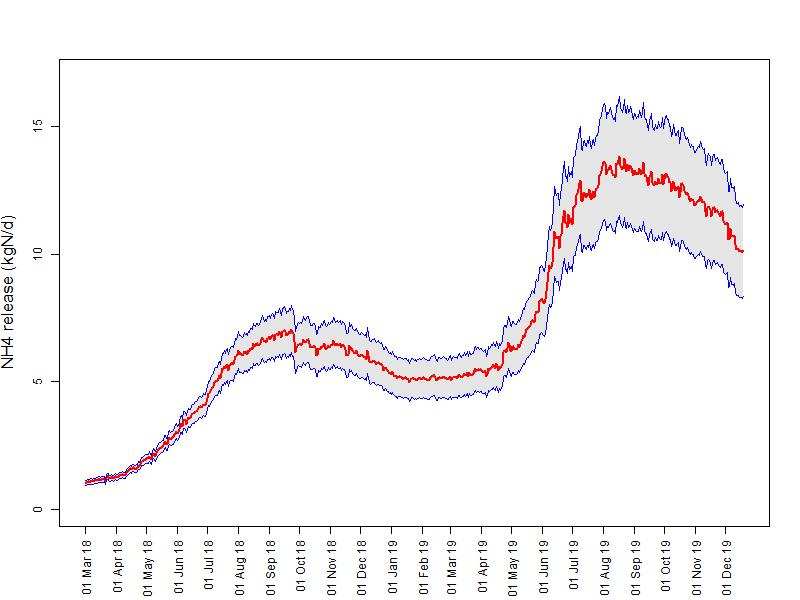 NH4 release (kgN/d)
15
10
5
0
01 Mar 18
01 Apr 18
01 May 18
01 Jun 18
01 Jul 18
01 Aug 18
01 Sep 18
01 Oct 18
01 Nov 18
01 Dec 18
01 Jan 19
01 Feb 19
01 Mar 19
01 Apr 19
01 May 19
01 Jun 19
01 Jul 19
01 Aug 19
01 Sep 19
01 Oct 19
01 Nov 19
01 Dec 19